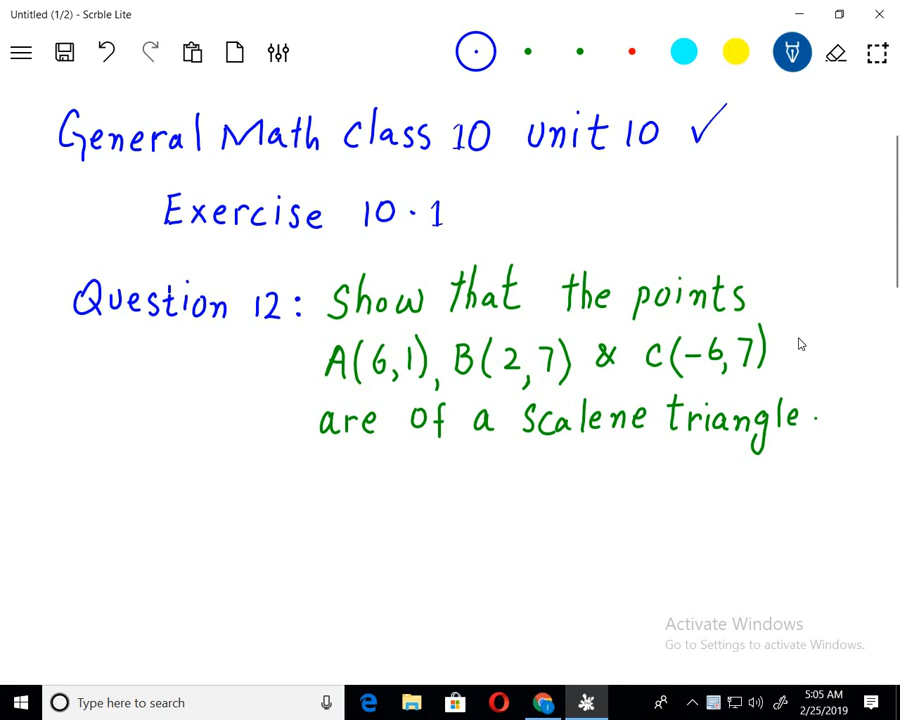 Untitled (1/2) - Scrble Lite
General Math class 10 unit 10 ✓
Exercise 10.1
Question 12: Show that the points
A(6,1), B(2,7) & C(-6,7)
are of a scalene triangle.
Activate Windows
Go to Settings to activate Windows.
Type here to search
5:05 AM
2/25/2019